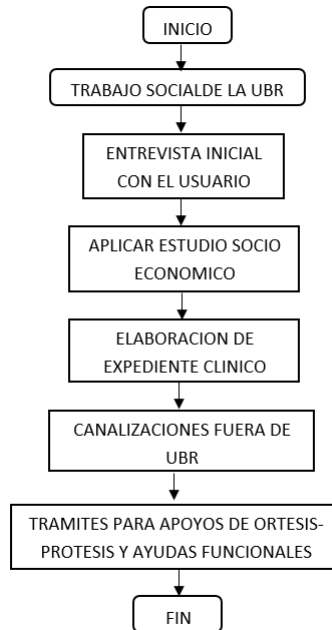 INICIO
TRABAJO SOCIALDE LA UBR
ENTREVISTA INICIAL
CON EL USUARIO
APLICAR ESTUDIO SOCIO
ECONOMICO
ELABORACION DE
EXPEDIENTE CLINICO
CANALIZACIONES FUERA DE
UBR
TRAMITES PARA APOYOS DE ORTESIS-
PROTESIS Y AYUDAS FUNCIONALES
FIN